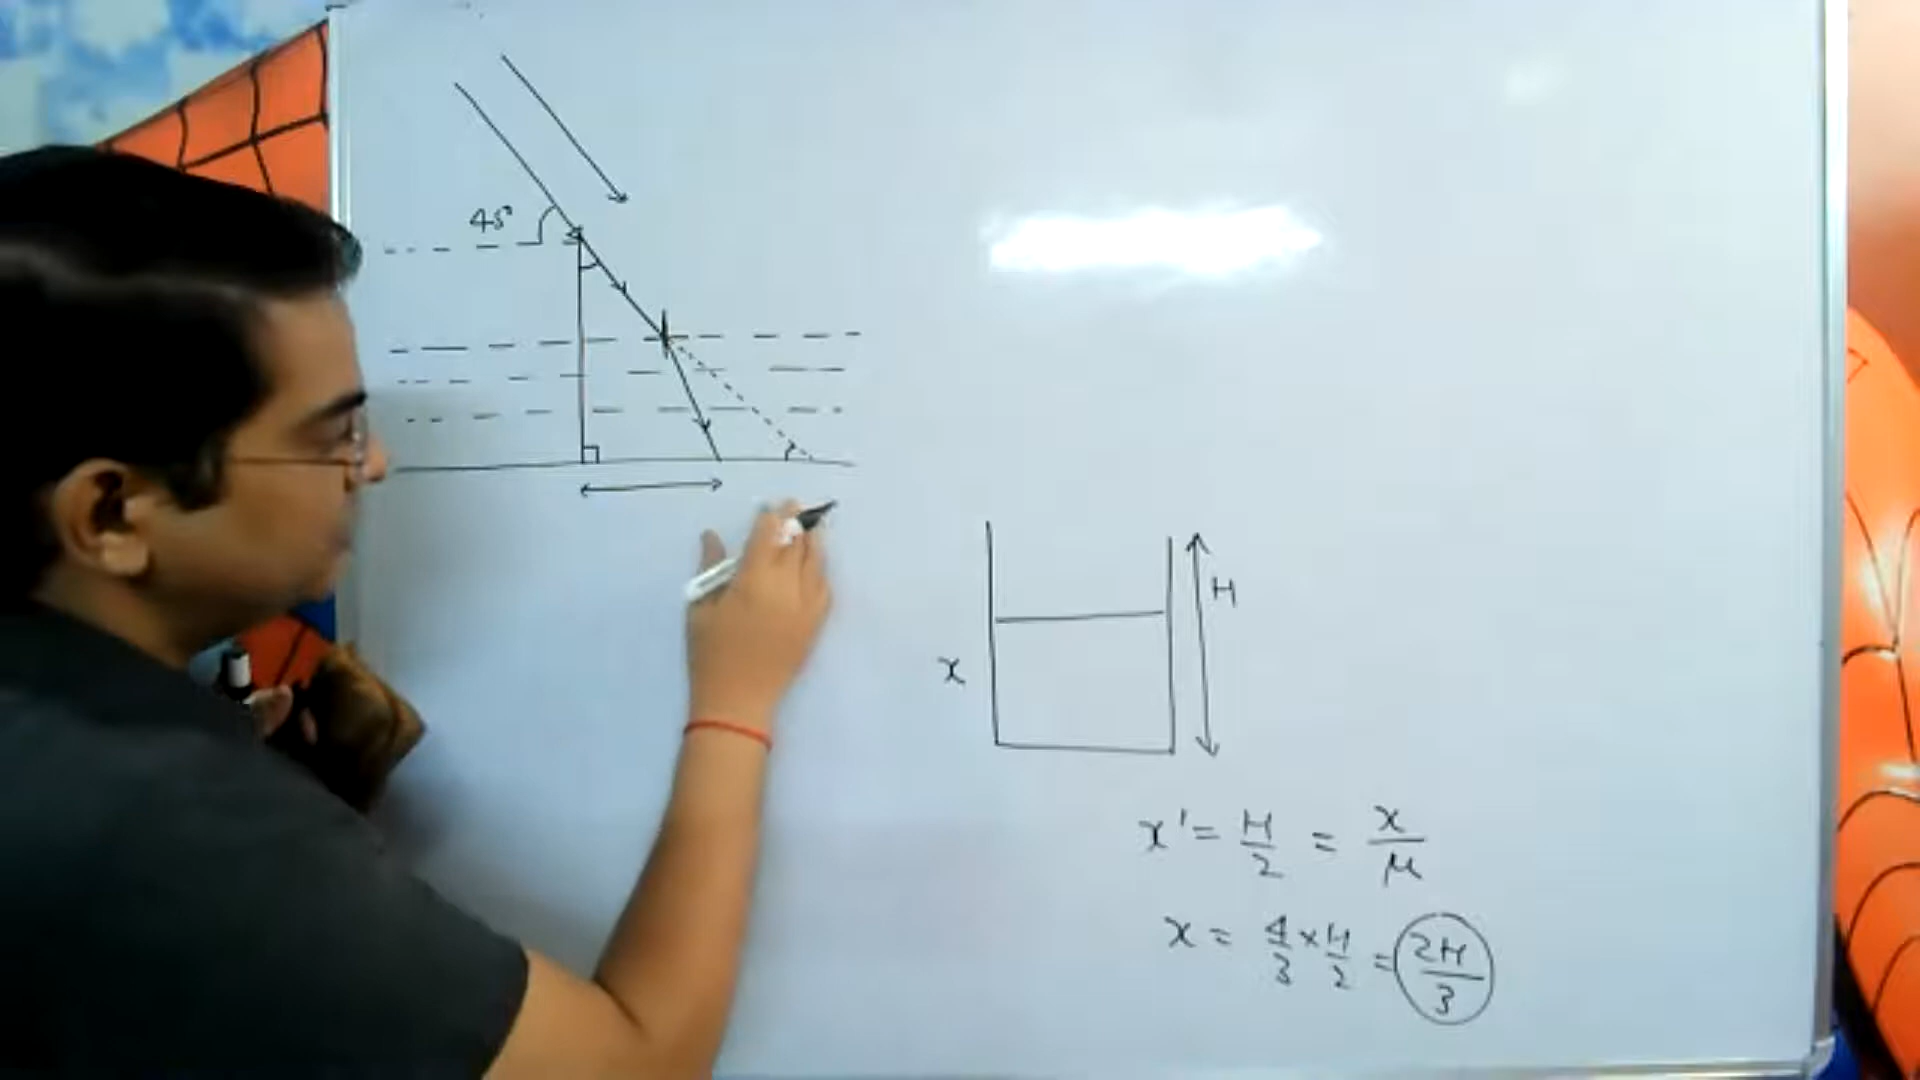 45°
H
x
x' = H/2 = x/μ
x = 4/3 × H/2 = 2H/3